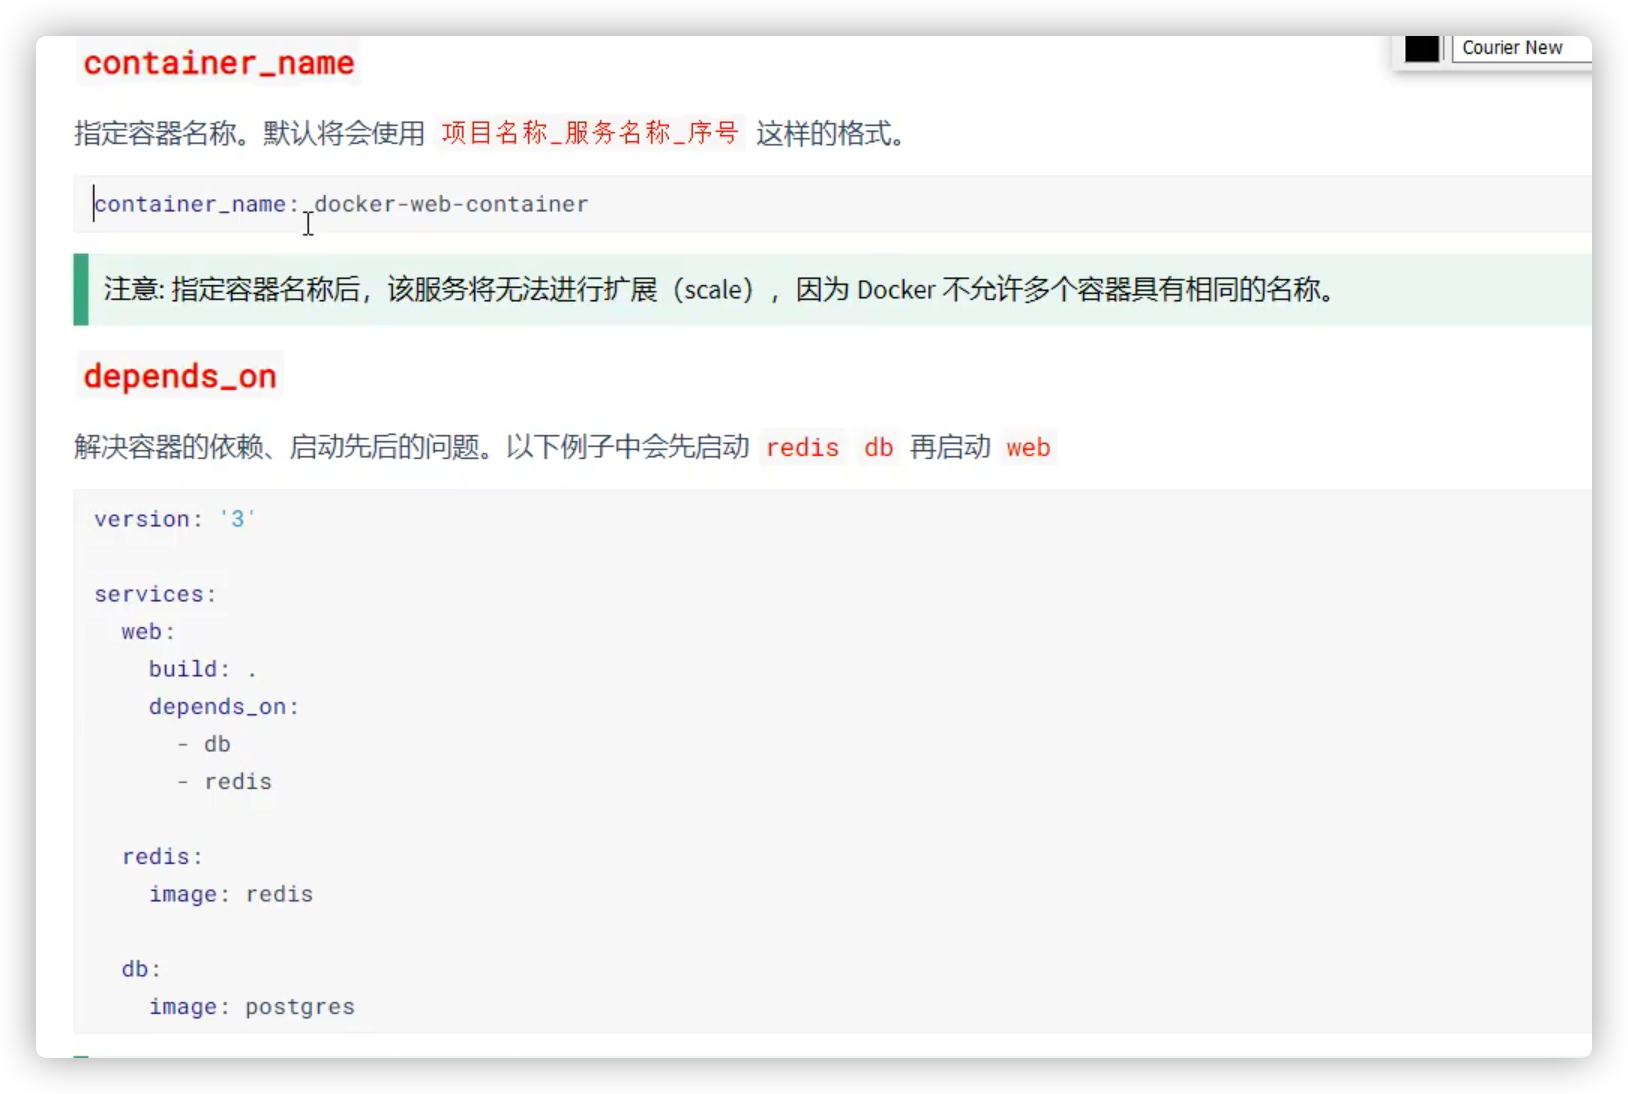 Courier New
container_name
指定容器名称。默认将会使用 项目名称_服务名称_序号 这样的格式。
container_name: docker-web-container
注意: 指定容器名称后，该服务将无法进行扩展（scale），因为 Docker 不允许多个容器具有相同的名称。
depends_on
解决容器的依赖、启动先后的问题。以下例子中会先启动 redis db 再启动 web
version: '3'
services:
  web:
    build: .
    depends_on:
      - db
      - redis
  redis:
    image: redis
  db:
    image: postgres